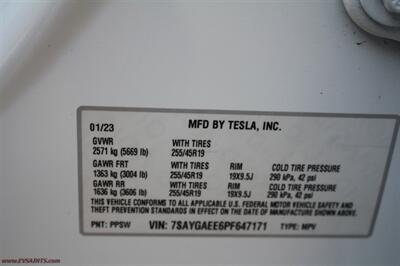 01/23 MFD BY TESLA, INC.
GVWR WITH TIRES
2571 kg (5669 lb) 255/45R19
GAWR FRT WITH TIRES RIM COLD TIRE PRESSURE
1363 kg (3004 lb) 255/45R19 19X9.5J 290 kPa, 42 psi
GAWR RR WITH TIRES RIM COLD TIRE PRESSURE
1636 kg (3606 lb) 255/45R19 19X9.5J 290 kPa, 42 psi
THIS VEHICLE CONFORMS TO ALL APPLICABLE U.S. FEDERAL MOTOR VEHICLE SAFETY AND
THEFT PREVENTION STANDARDS IN EFFECT ON THE DATE OF MANUFACTURE SHOWN ABOVE.
PNT: PPSW VIN: 7SAYGAEE6PF647171 TYPE: MPV
www.EVSAUTOS.com